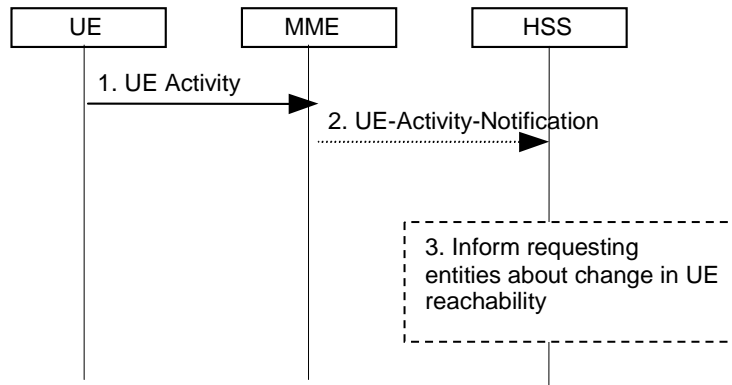 UE
MME
HSS
1. UE Activity
2. UE-Activity-Notification
3. Inform requesting
entities about change in UE
reachability